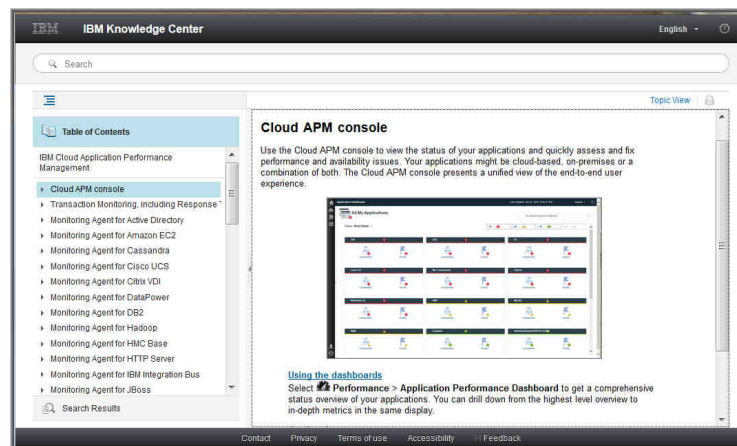 IBM IBM Knowledge Center English
Search
Topic View
Table of Contents
IBM Cloud Application Performance
Management
Cloud APM console
Transaction Monitoring, including Response
Monitoring Agent for Active Directory
Monitoring Agent for Amazon EC2
Monitoring Agent for Cassandra
Monitoring Agent for Cisco UCS
Monitoring Agent for Citrix VDI
Monitoring Agent for DataPower
Monitoring Agent for DB2
Monitoring Agent for Hadoop
Monitoring Agent for HMC Base
Monitoring Agent for HTTP Server
Monitoring Agent for IBM Integration Bus
Monitoring Agent for JBoss
Search Results
Cloud APM console
Use the Cloud APM console to view the status of your applications and quickly assess and fix
performance and availability issues. Your applications might be cloud-based, on-premises or a
combination of both. The Cloud APM console presents a unified view of the end-to-end user
experience.
All My Applications
Using the dashboards
Select Performance > Application Performance Dashboard to get a comprehensive
status overview of your applications. You can drill down from the highest level overview to
in-depth metrics in the same display.
Contact Privacy Terms of use Accessibility Feedback